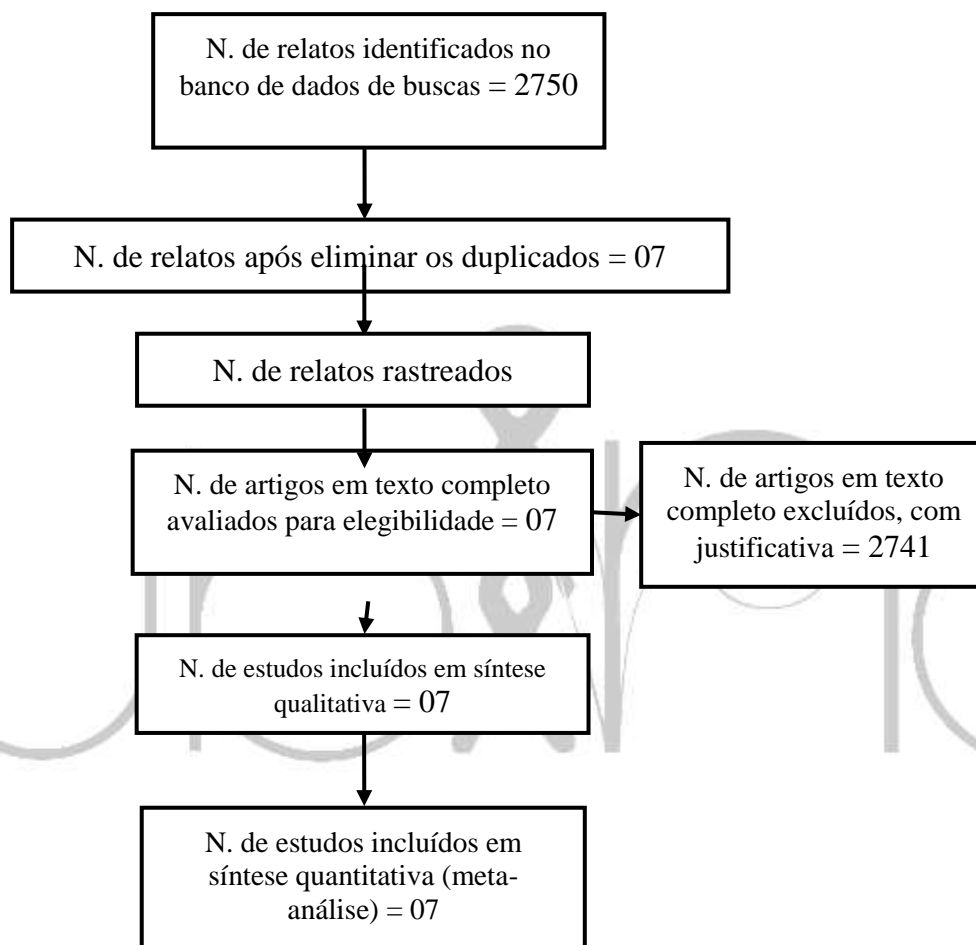 N. de relatos identificados no
banco de dados de buscas = 2750
N. de relatos após eliminar os duplicados = 07
N. de relatos rastreados
N. de artigos em texto completo
avaliados para elegibilidade = 07
N. de artigos em texto
completo excluídos, com
justificativa = 2741
N. de estudos incluídos em síntese
qualitativa = 07
N. de estudos incluídos em
síntese quantitativa (meta-
análise) = 07